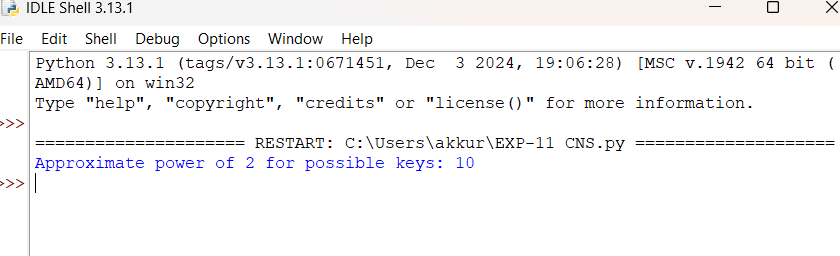 IDLE Shell 3.13.1
File Edit Shell Debug Options Window Help
Python 3.13.1 (tags/v3.13.1:0671451, Dec  3 2024, 19:06:28) [MSC v.1942 64 bit (
AMD64)] on win32
Type "help", "copyright", "credits" or "license()" for more information.
>>>
===================== RESTART: C:\Users\akkur\EXP-11 CNS.py ====================
Approximate power of 2 for possible keys: 10
>>>